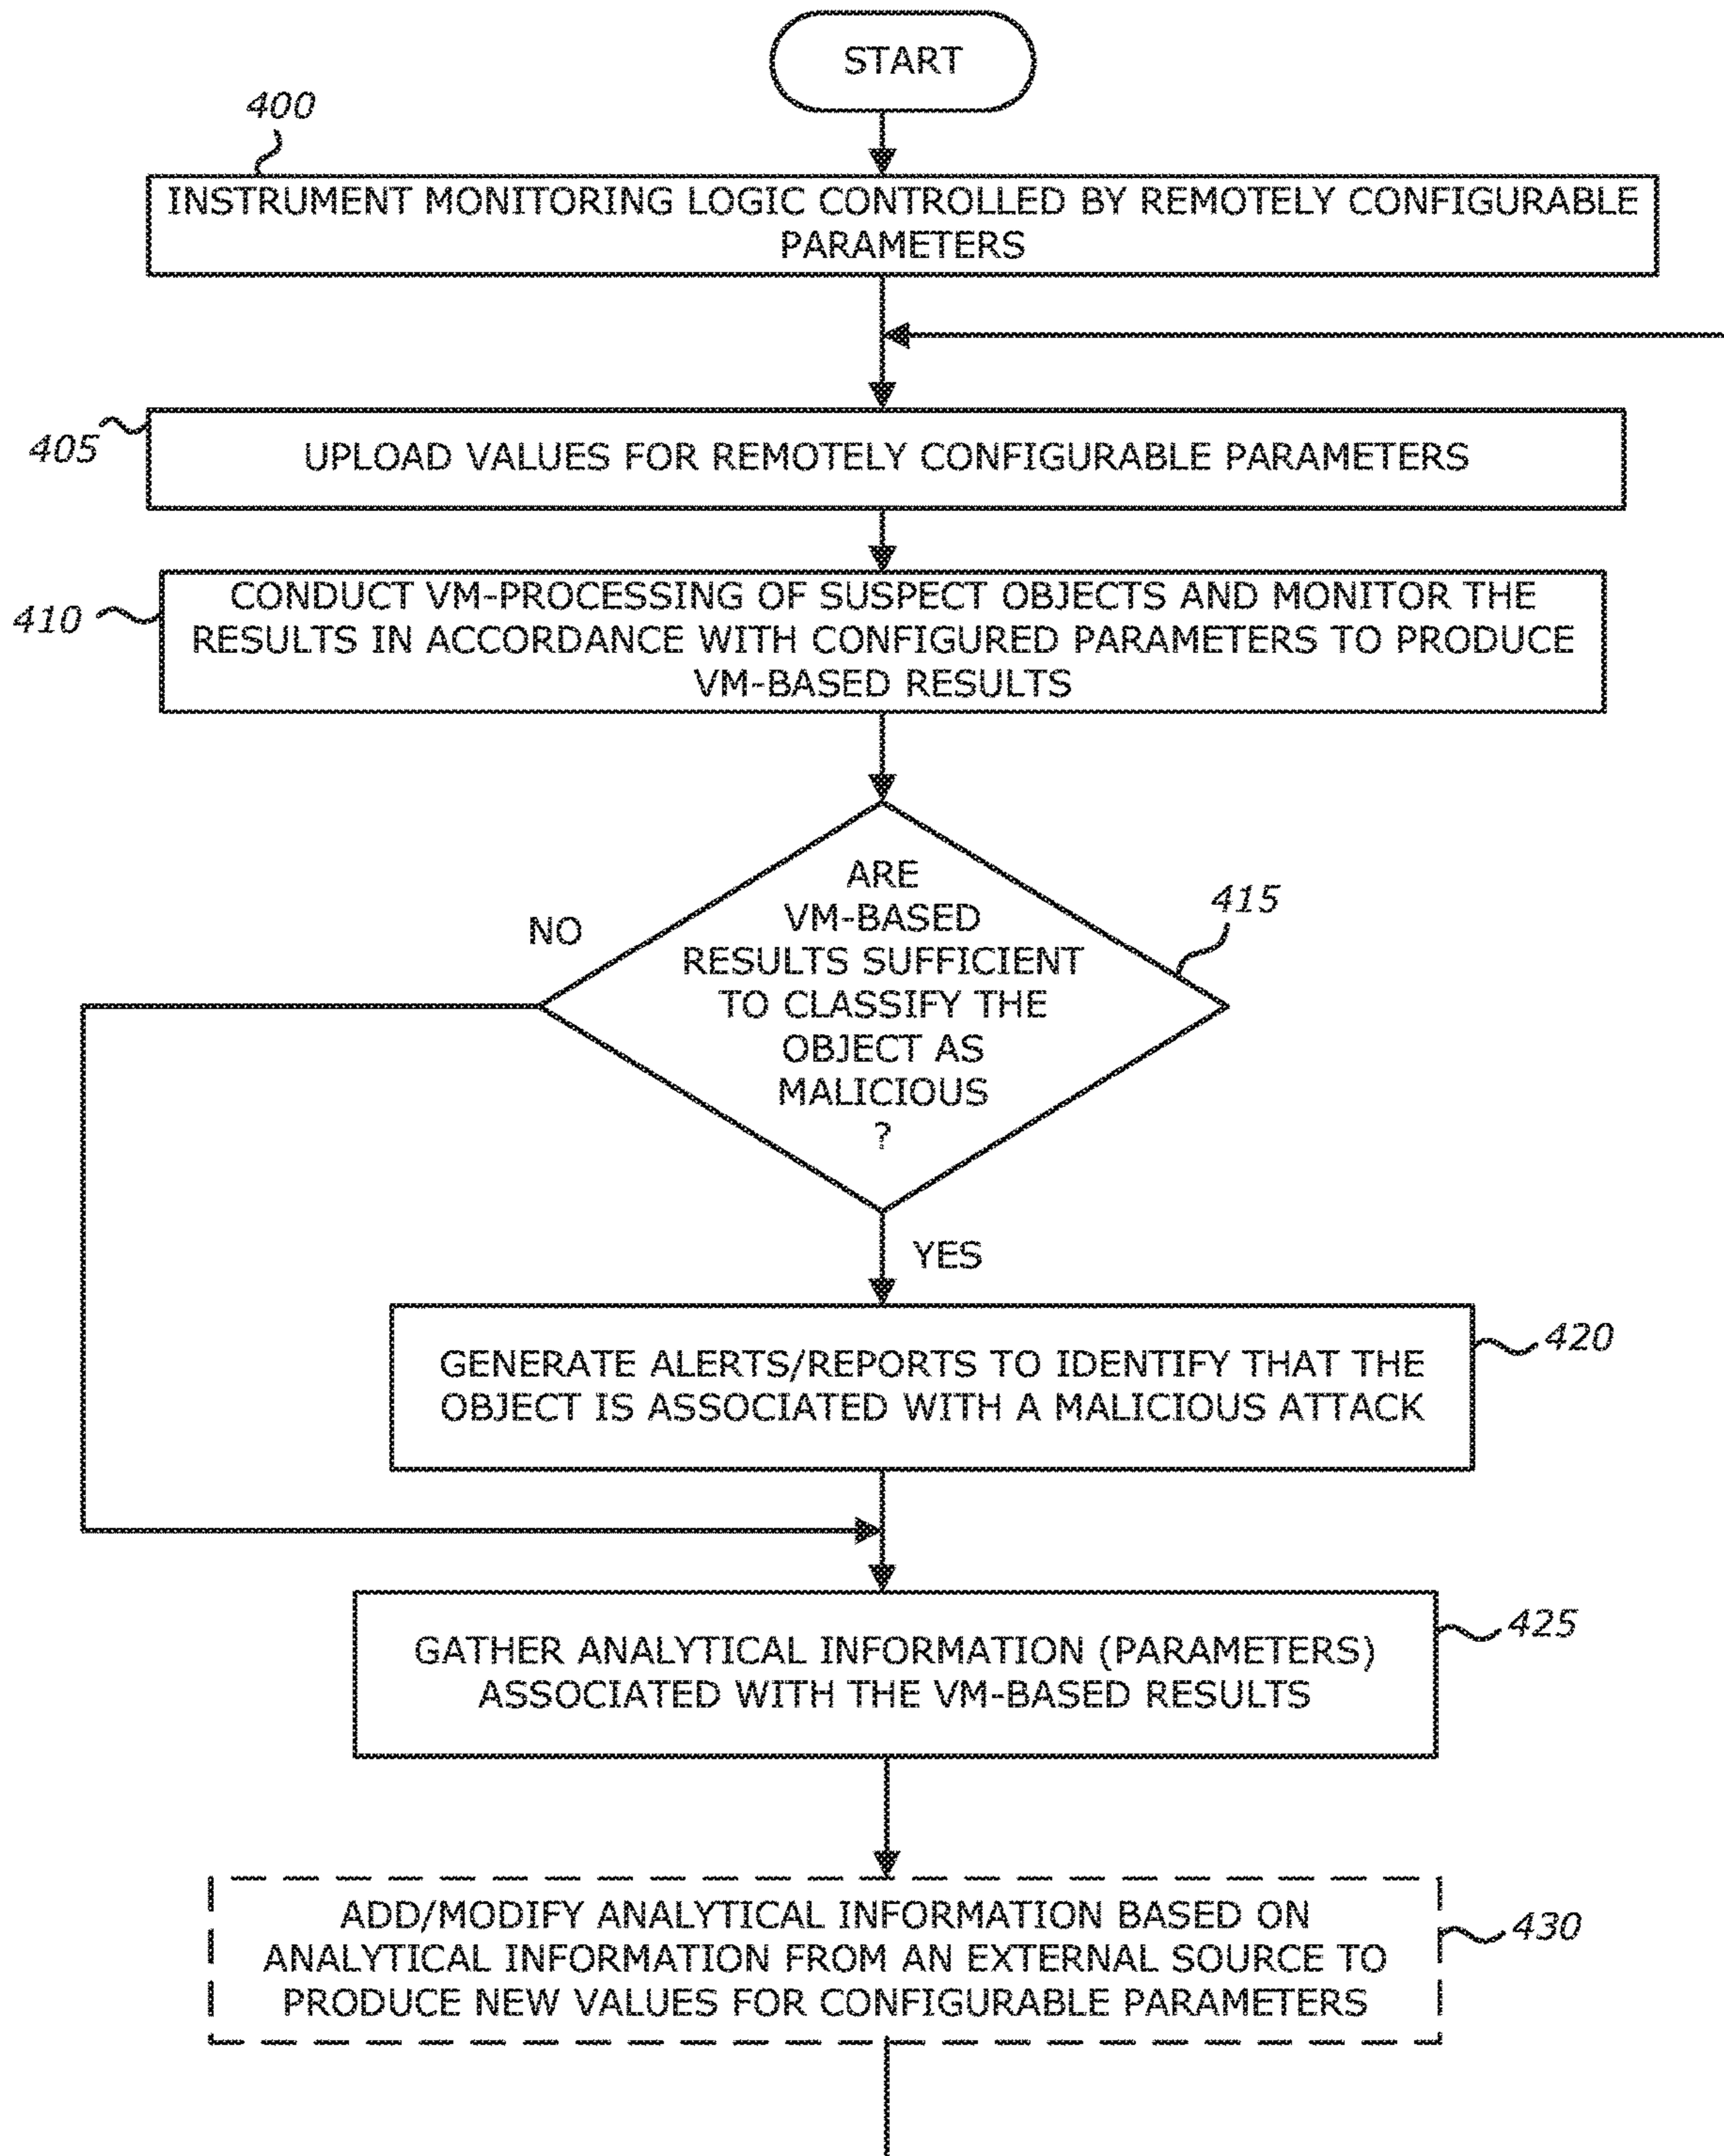 START
400
INSTRUMENT MONITORING LOGIC CONTROLLED BY REMOTELY CONFIGURABLE
PARAMETERS
405
UPLOAD VALUES FOR REMOTELY CONFIGURABLE PARAMETERS
410
CONDUCT VM-PROCESSING OF SUSPECT OBJECTS AND MONITOR THE
RESULTS IN ACCORDANCE WITH CONFIGURED PARAMETERS TO PRODUCE
VM-BASED RESULTS
415
ARE
VM-BASED
RESULTS SUFFICIENT
TO CLASSIFY THE
OBJECT AS
MALICIOUS
?
NO
YES
420
GENERATE ALERTS/REPORTS TO IDENTIFY THAT THE
OBJECT IS ASSOCIATED WITH A MALICIOUS ATTACK
425
GATHER ANALYTICAL INFORMATION (PARAMETERS)
ASSOCIATED WITH THE VM-BASED RESULTS
430
ADD/MODIFY ANALYTICAL INFORMATION BASED ON
ANALYTICAL INFORMATION FROM AN EXTERNAL SOURCE TO
PRODUCE NEW VALUES FOR CONFIGURABLE PARAMETERS